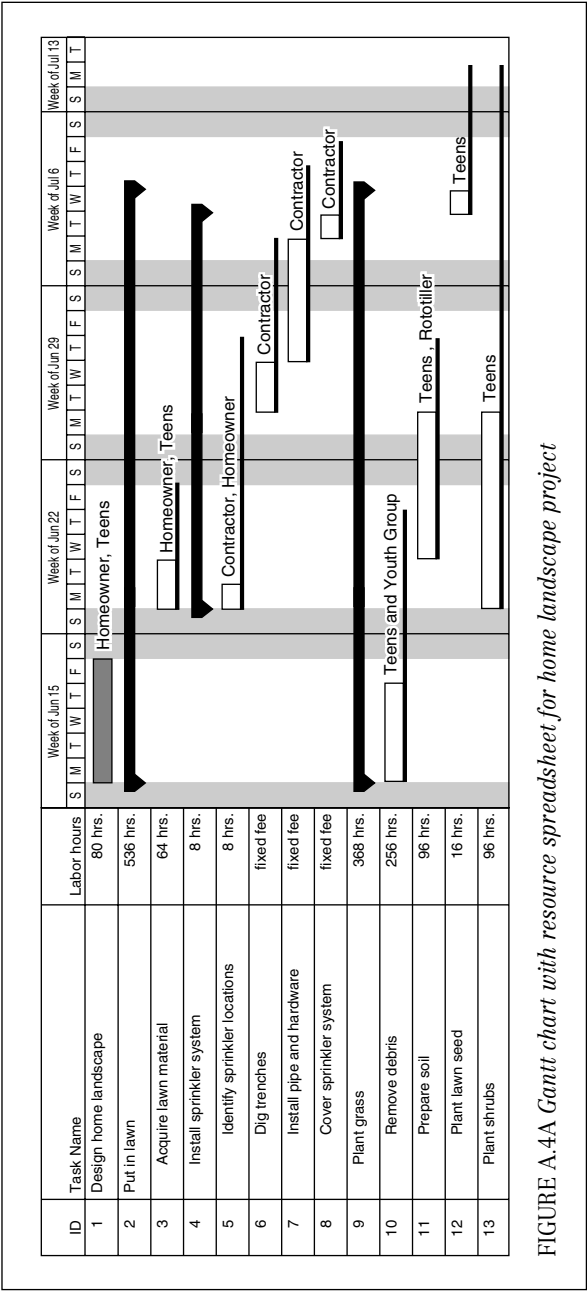 Week of Jun 15 Week of Jun 22 Week of Jun 29 Week of Jul 6 Week of Jul 13
ID Task Name Labor hours S M T W T F S S M T W T F S S M T W T F S S M T W T F S S M T
1 Design home landscape 80 hrs. Homeowner, Teens
2 Put in lawn 536 hrs.
3 Acquire lawn material 64 hrs. Homeowner, Teens
4 Install sprinkler system 8 hrs.
5 Identify sprinkler locations 8 hrs. Contractor, Homeowner
6 Dig trenches fixed fee Contractor
7 Install pipe and hardware fixed fee Contractor
8 Cover sprinkler system fixed fee Contractor
9 Plant grass 368 hrs.
10 Remove debris 256 hrs. Teens and Youth Group
11 Prepare soil 96 hrs. Teens , Rototiller
12 Plant lawn seed 16 hrs. Teens
13 Plant shrubs 96 hrs. Teens
FIGURE A.4A Gantt chart with resource spreadsheet for home landscape project